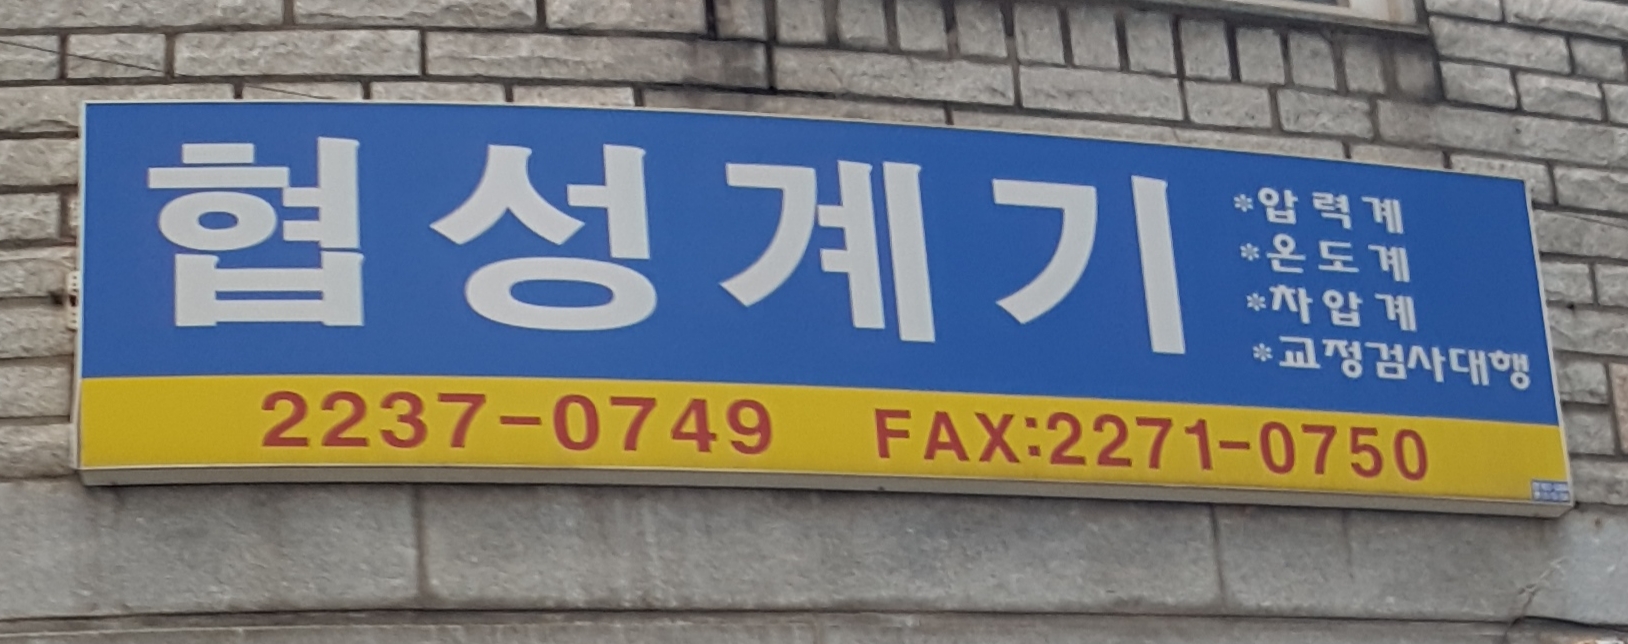 협성계기
*압력계
*온도계
*차압계
*교정검사대행
2237-0749 FAX:2271-0750